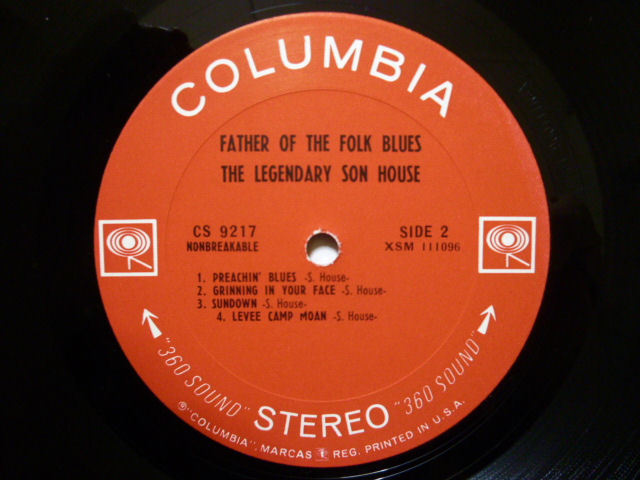 COLUMBIA
FATHER OF THE FOLK BLUES
THE LEGENDARY SON HOUSE
CS 9217
NONBREAKABLE
SIDE 2
XSM 111096
1. PREACHIN' BLUES -S. House-
2. GRINNING IN YOUR FACE -S. House-
3. SUNDOWN -S. House-
4. LEVEE CAMP MOAN -S. House-
"360 SOUND" STEREO "360 SOUND"
® "COLUMBIA", MARCAS REG. PRINTED IN U.S.A.